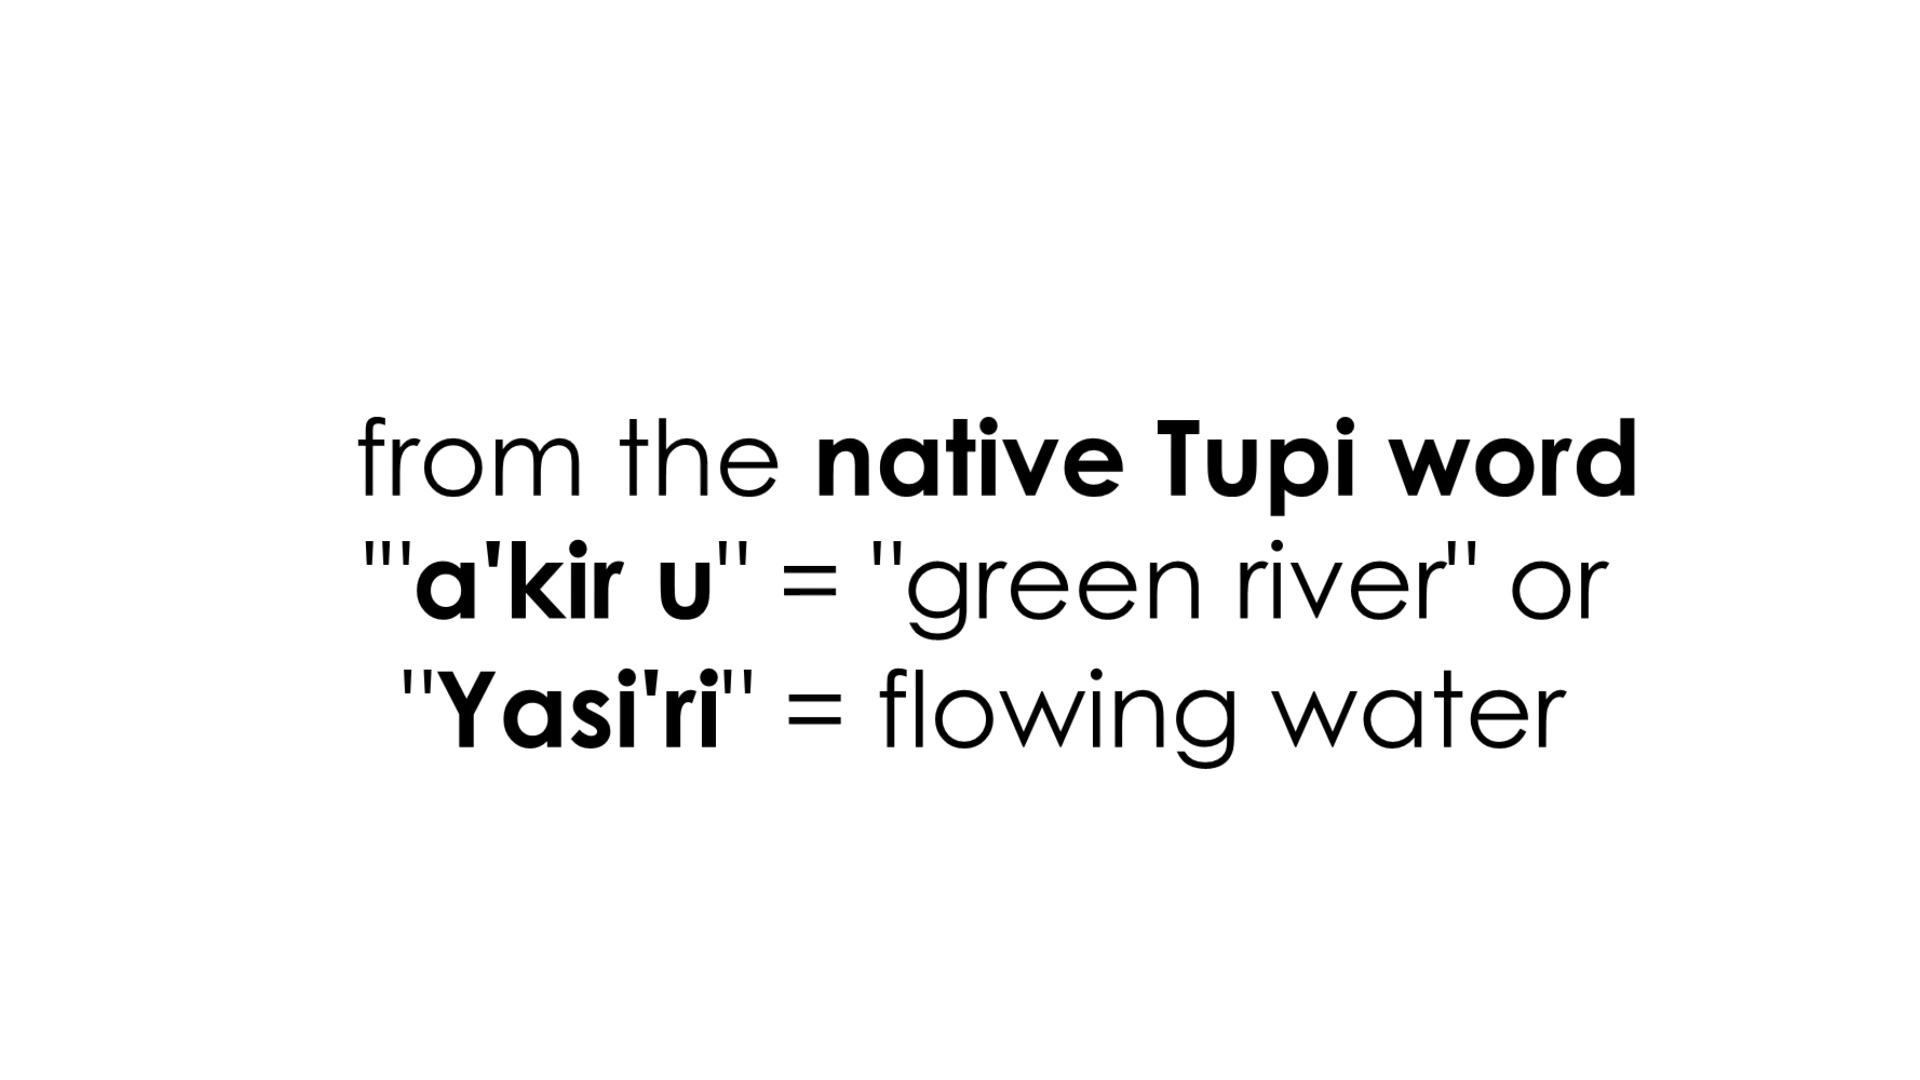 from the native Tupi word
"'a'kir u" = "green river" or
"Yasi'ri" = flowing water